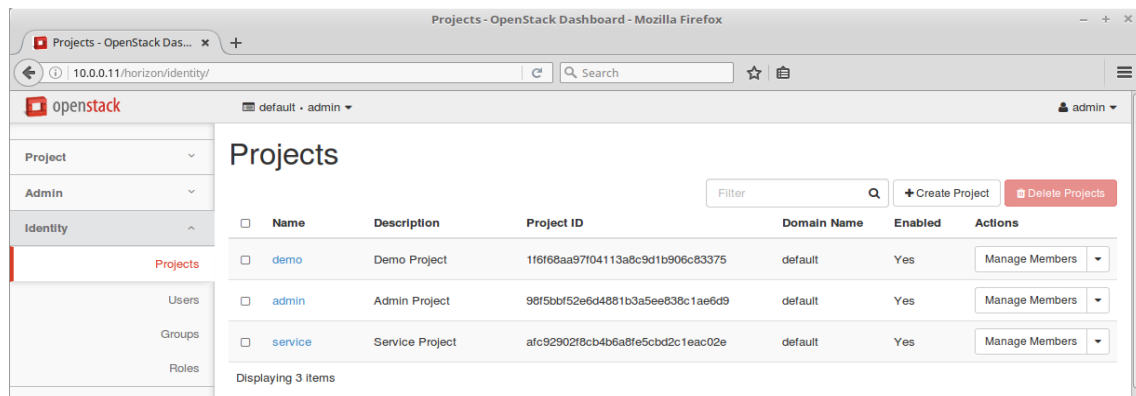 Projects - OpenStack Dashboard - Mozilla Firefox
Projects - OpenStack Das... × +
10.0.0.11/horizon/identity/ Search
openstack default · admin admin
Project
Admin
Identity
Projects
Users
Groups
Roles
Projects
Filter + Create Project Delete Projects
Name Description Project ID Domain Name Enabled Actions
demo Demo Project 1f6f68aa97f04113a8c9d1b906c83375 default Yes Manage Members
admin Admin Project 98f5bbf52e6d4881b3a5ee838c1ae6d9 default Yes Manage Members
service Service Project afc92902f8cb4b6a8fe5cbd2c1eac02e default Yes Manage Members
Displaying 3 items